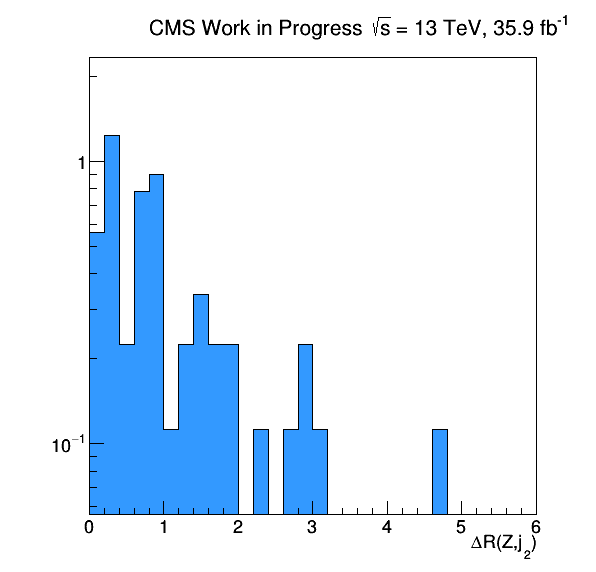 CMS Work in Progress √s = 13 TeV, 35.9 fb⁻¹
1
10⁻¹
0 1 2 3 4 5 6
ΔR(Z,j₂)